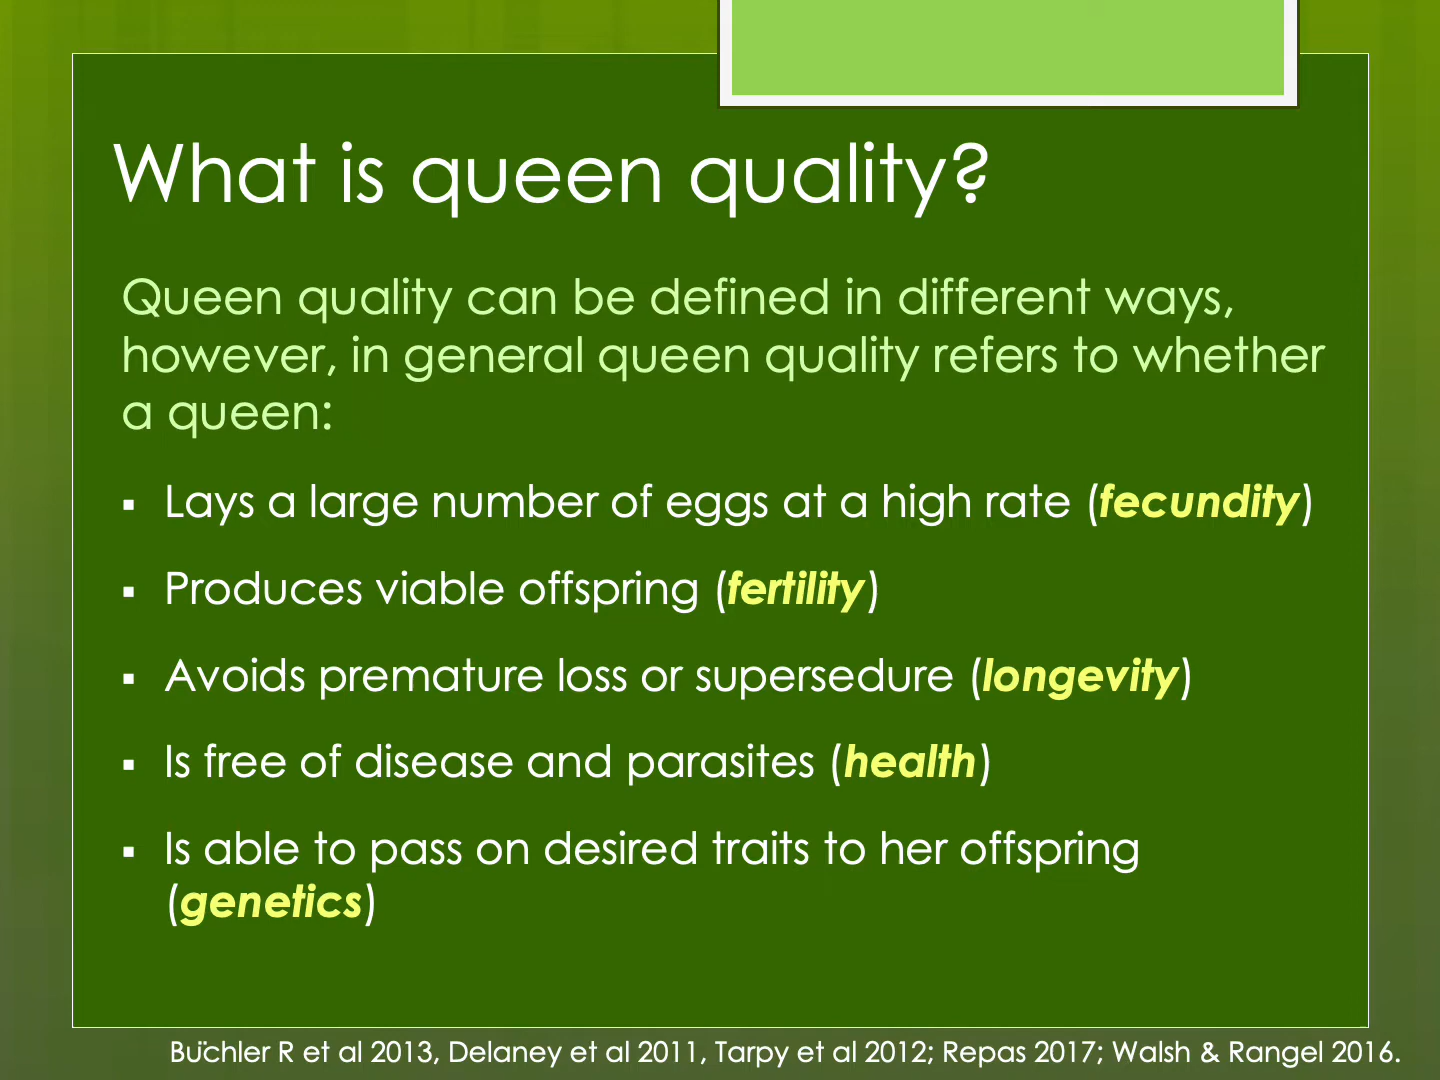 What is queen quality?
Queen quality can be defined in different ways,
however, in general queen quality refers to whether
a queen:
▪ Lays a large number of eggs at a high rate (fecundity)
▪ Produces viable offspring (fertility)
▪ Avoids premature loss or supersedure (longevity)
▪ Is free of disease and parasites (health)
▪ Is able to pass on desired traits to her offspring
(genetics)
Büchler R et al 2013, Delaney et al 2011, Tarpy et al 2012; Repas 2017; Walsh & Rangel 2016.